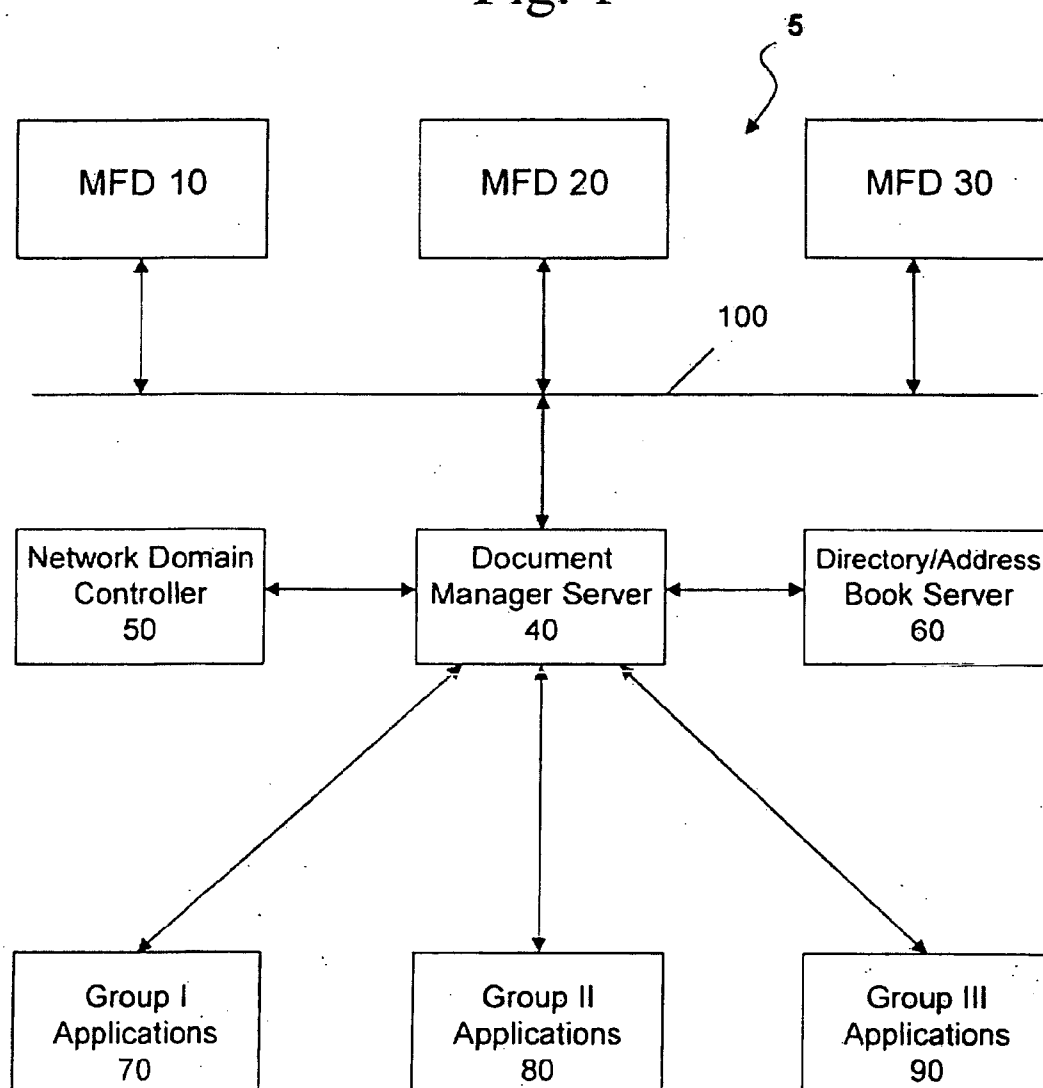 5
MFD 10
MFD 20
MFD 30
100
Network Domain
Controller
50
Document
Manager Server
40
Directory/Address
Book Server
60
Group I
Applications
70
Group II
Applications
80
Group III
Applications
90